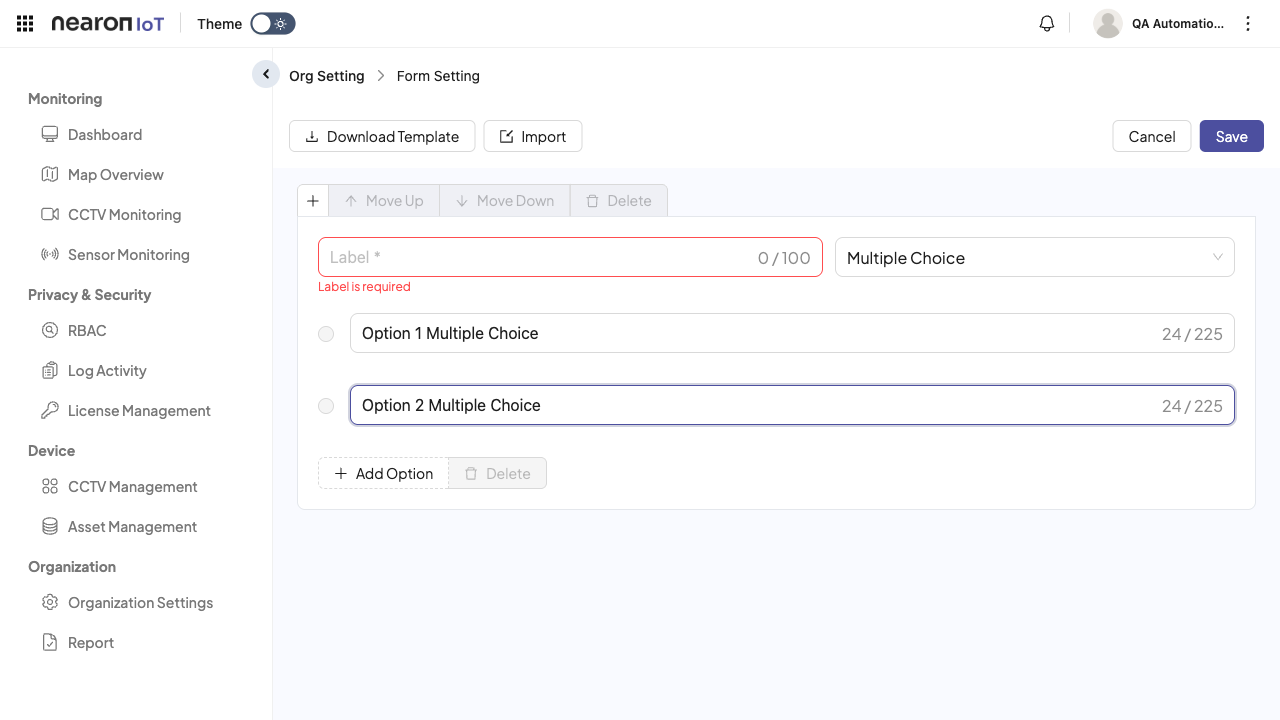 nearon IoT
Theme
QA Automatio...
Org Setting > Form Setting
Monitoring
Dashboard
Map Overview
CCTV Monitoring
Sensor Monitoring
Privacy & Security
RBAC
Log Activity
License Management
Device
CCTV Management
Asset Management
Organization
Organization Settings
Report
Download Template
Import
Cancel
Save
Move Up
Move Down
Delete
Label * 0 / 100
Multiple Choice
Label is required
Option 1 Multiple Choice 24 / 225
Option 2 Multiple Choice 24 / 225
Add Option
Delete